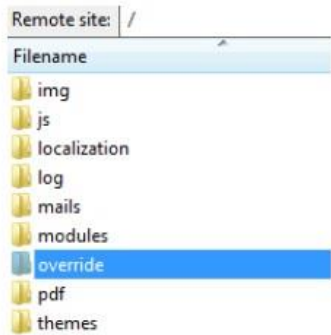 Remote site: /
Filename
img
js
localization
log
mails
modules
override
pdf
themes